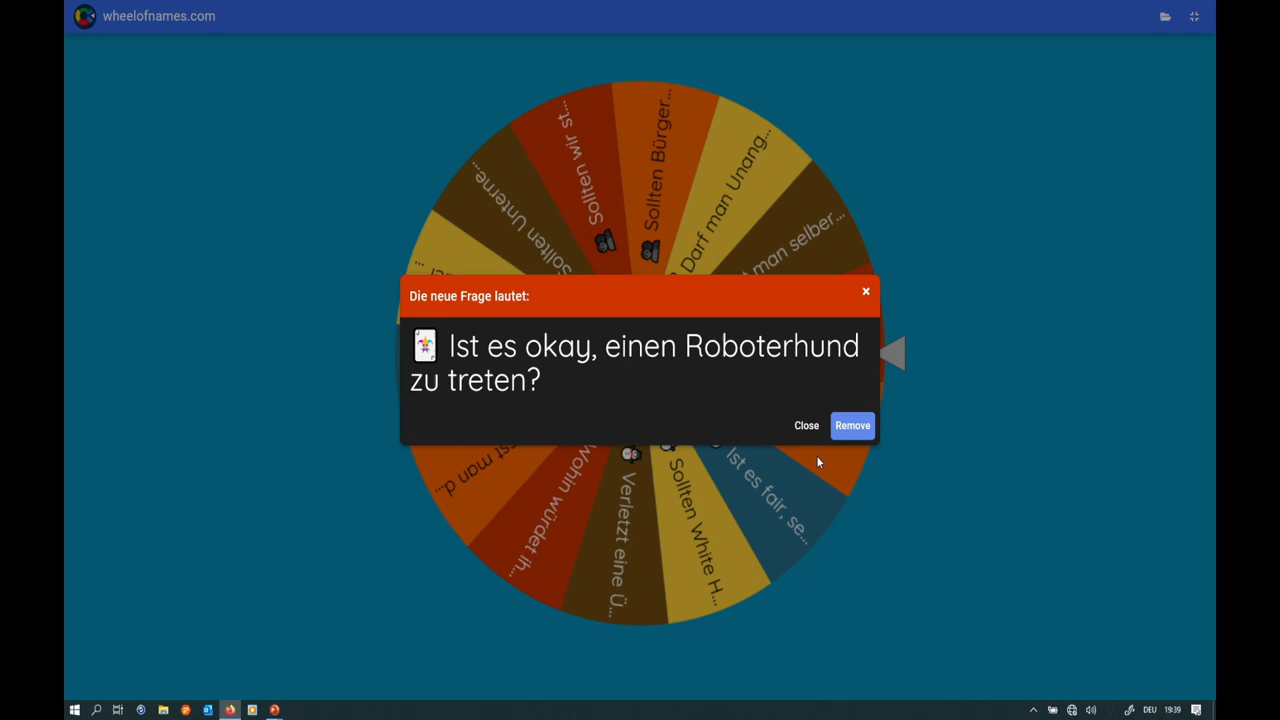 wheelofnames.com
Sollten Unterne...
Sollten wir st...
Sollten Bürger...
Darf man Unang...
man selber...
Die neue Frage lautet:
Ist es okay, einen Roboterhund
zu treten?
Close
Remove
man d...
Wohin würdet ih...
Verletzt eine Ü...
Sollten White H...
Ist es fair, se...
DEU
19:39